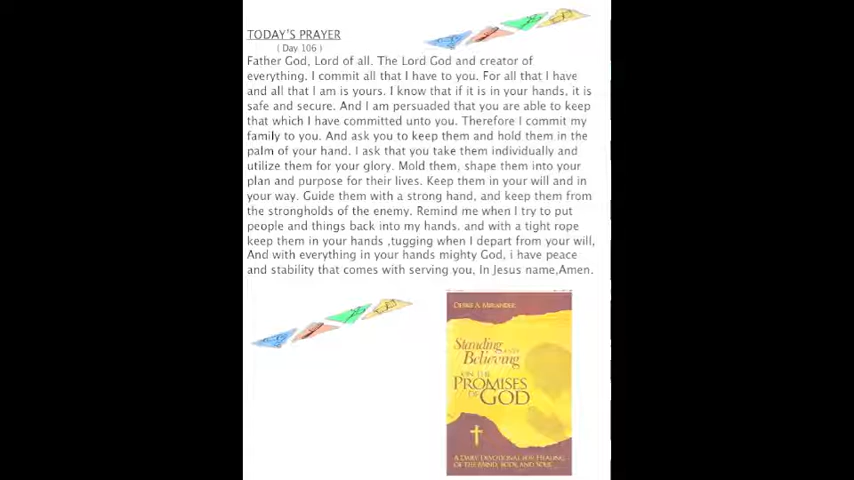 TODAY'S PRAYER
( Day 106 )
Father God, Lord of all. The Lord God and creator of
everything. I commit all that I have to you. For all that I have
and all that I am is yours. I know that if it is in your hands, it is
safe and secure. And I am persuaded that you are able to keep
that which I have committed unto you. Therefore I commit my
family to you. And ask you to keep them and hold them in the
palm of your hand. I ask that you take them individually and
utilize them for your glory. Mold them, shape them into your
plan and purpose for their lives. Keep them in your will and in
your way. Guide them with a strong hand, and keep them from
the strongholds of the enemy. Remind me when I try to put
people and things back into my hands, and with a tight rope
keep them in your hands ,tugging when I depart from your will,
And with everything in your hands mighty God, i have peace
and stability that comes with serving you, In Jesus name,Amen.
Standing
Believing
ON THE
PROMISES
OF GOD
A DAILY DEVOTIONAL FOR HEALING
OF THE MIND, BODY, AND SOUL